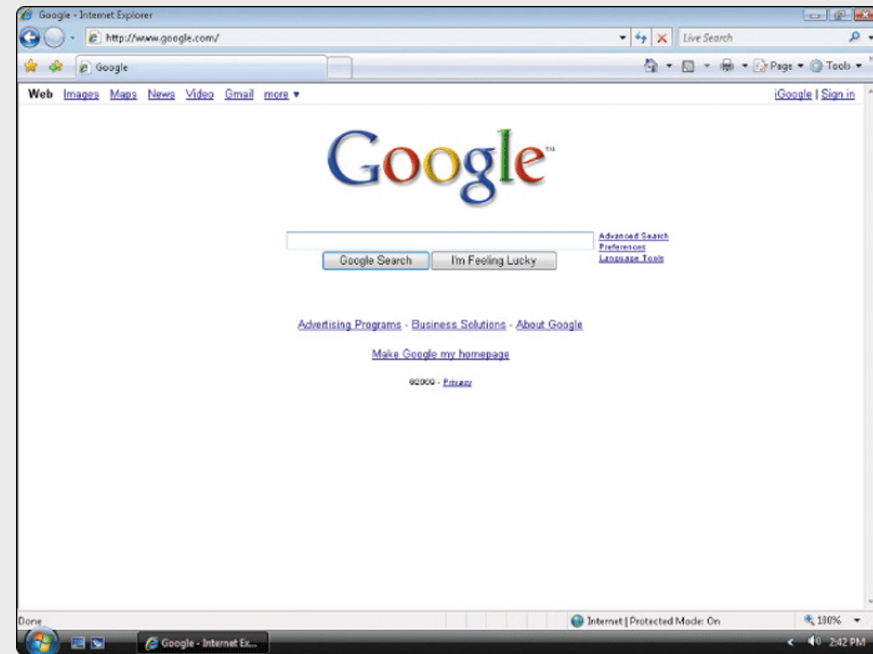 Google - Internet Explorer
http://www.google.com/
Live Search
Google
Page
Tools
Web Images Maps News Video Gmail more
iGoogle | Sign in
Google™
Advanced Search
Preferences
Language Tools
Google Search I'm Feeling Lucky
Advertising Programs - Business Solutions - About Google
Make Google my homepage
©2009 - Privacy
Done
Internet | Protected Mode: On
100%
Google - Internet Ex...
2:42 PM